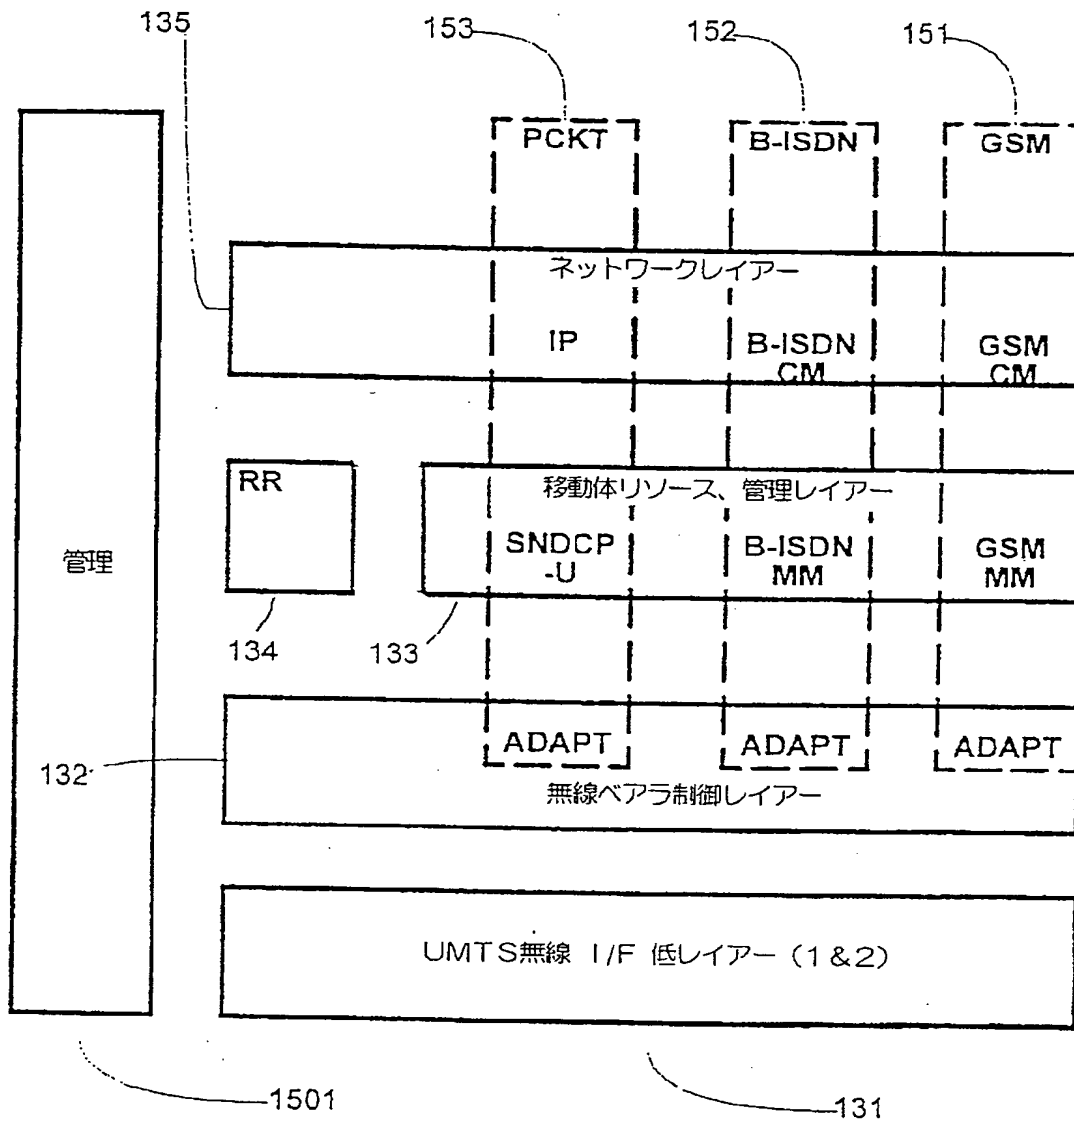 135
153
152
151
PCKT
B-ISDN
GSM
ネットワークレイアー
IP
B-ISDN
CM
GSM
CM
RR
移動体リソース、管理レイアー
管理
SNDCP
-U
B-ISDN
MM
GSM
MM
134
133
ADAPT
ADAPT
ADAPT
132
無線ベアラ制御レイアー
UMTS無線 I/F 低レイアー(1&2)
1501
131